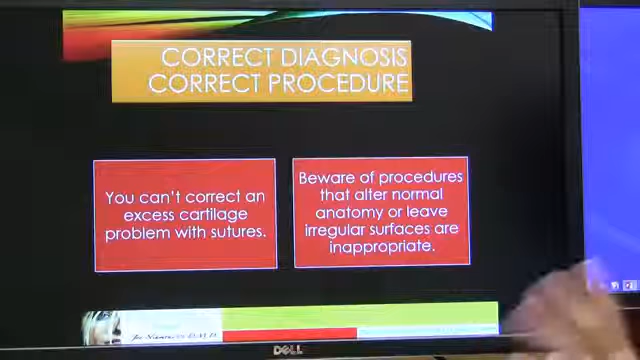 CORRECT DIAGNOSIS
CORRECT PROCEDURE
You can't correct an
excess cartilage
problem with sutures.
Beware of procedures
that alter normal
anatomy or leave
irregular surfaces are
inappropriate.
DELL